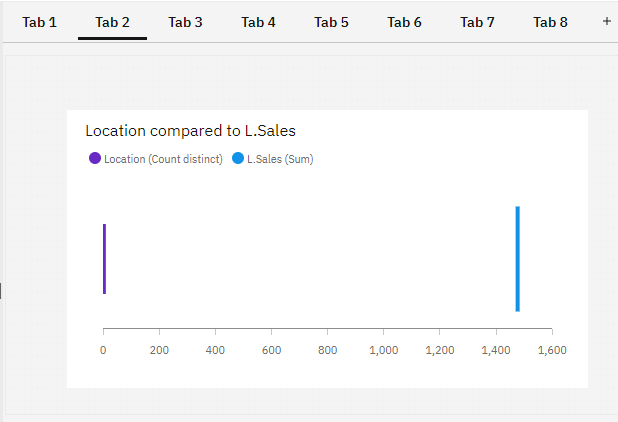 Tab 1 Tab 2 Tab 3 Tab 4 Tab 5 Tab 6 Tab 7 Tab 8 +
Location compared to L.Sales
Location (Count distinct) L.Sales (Sum)
0 200 400 600 800 1,000 1,200 1,400 1,600